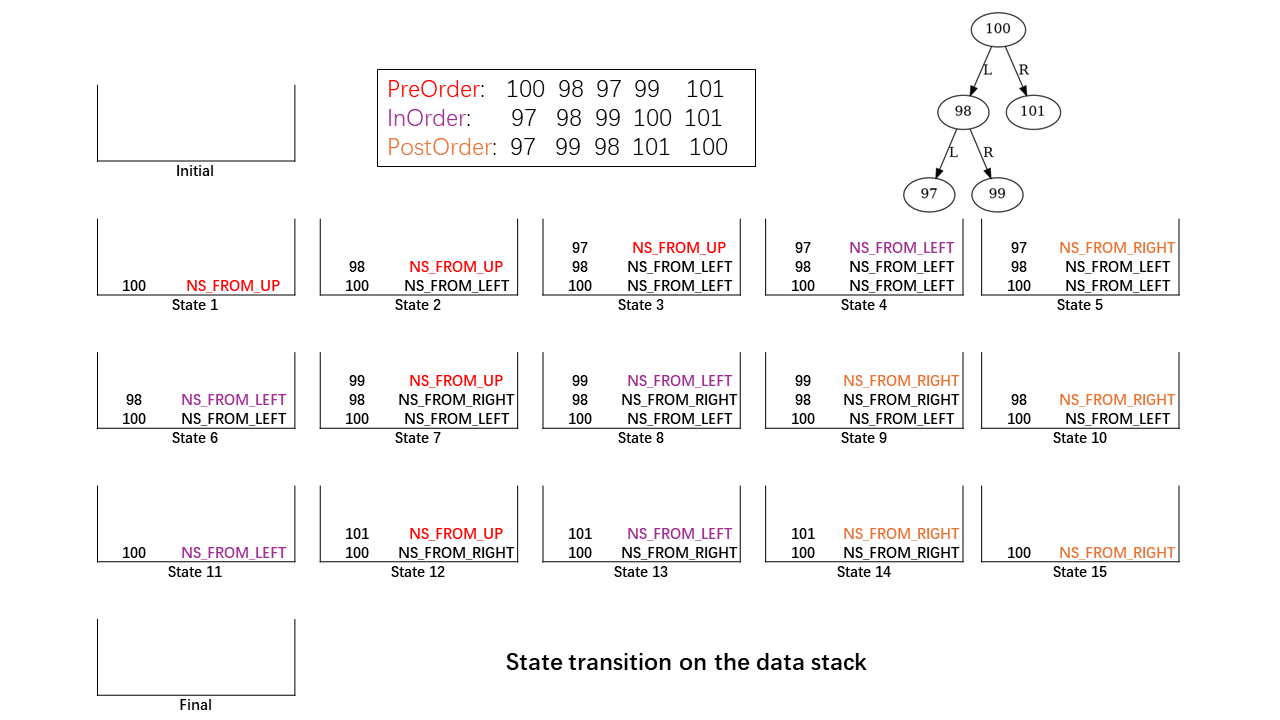 100
L R
98 101
L R
97 99
PreOrder: 100 98 97 99 101
InOrder: 97 98 99 100 101
PostOrder: 97 99 98 101 100
Initial
100 NS_FROM_UP
State 1
98 NS_FROM_UP
100 NS_FROM_LEFT
State 2
97 NS_FROM_UP
98 NS_FROM_LEFT
100 NS_FROM_LEFT
State 3
97 NS_FROM_LEFT
98 NS_FROM_LEFT
100 NS_FROM_LEFT
State 4
97 NS_FROM_RIGHT
98 NS_FROM_LEFT
100 NS_FROM_LEFT
State 5
98 NS_FROM_LEFT
100 NS_FROM_LEFT
State 6
99 NS_FROM_UP
98 NS_FROM_RIGHT
100 NS_FROM_LEFT
State 7
99 NS_FROM_LEFT
98 NS_FROM_RIGHT
100 NS_FROM_LEFT
State 8
99 NS_FROM_RIGHT
98 NS_FROM_RIGHT
100 NS_FROM_LEFT
State 9
98 NS_FROM_RIGHT
100 NS_FROM_LEFT
State 10
100 NS_FROM_LEFT
State 11
101 NS_FROM_UP
100 NS_FROM_RIGHT
State 12
101 NS_FROM_LEFT
100 NS_FROM_RIGHT
State 13
101 NS_FROM_RIGHT
100 NS_FROM_RIGHT
State 14
100 NS_FROM_RIGHT
State 15
Final
State transition on the data stack